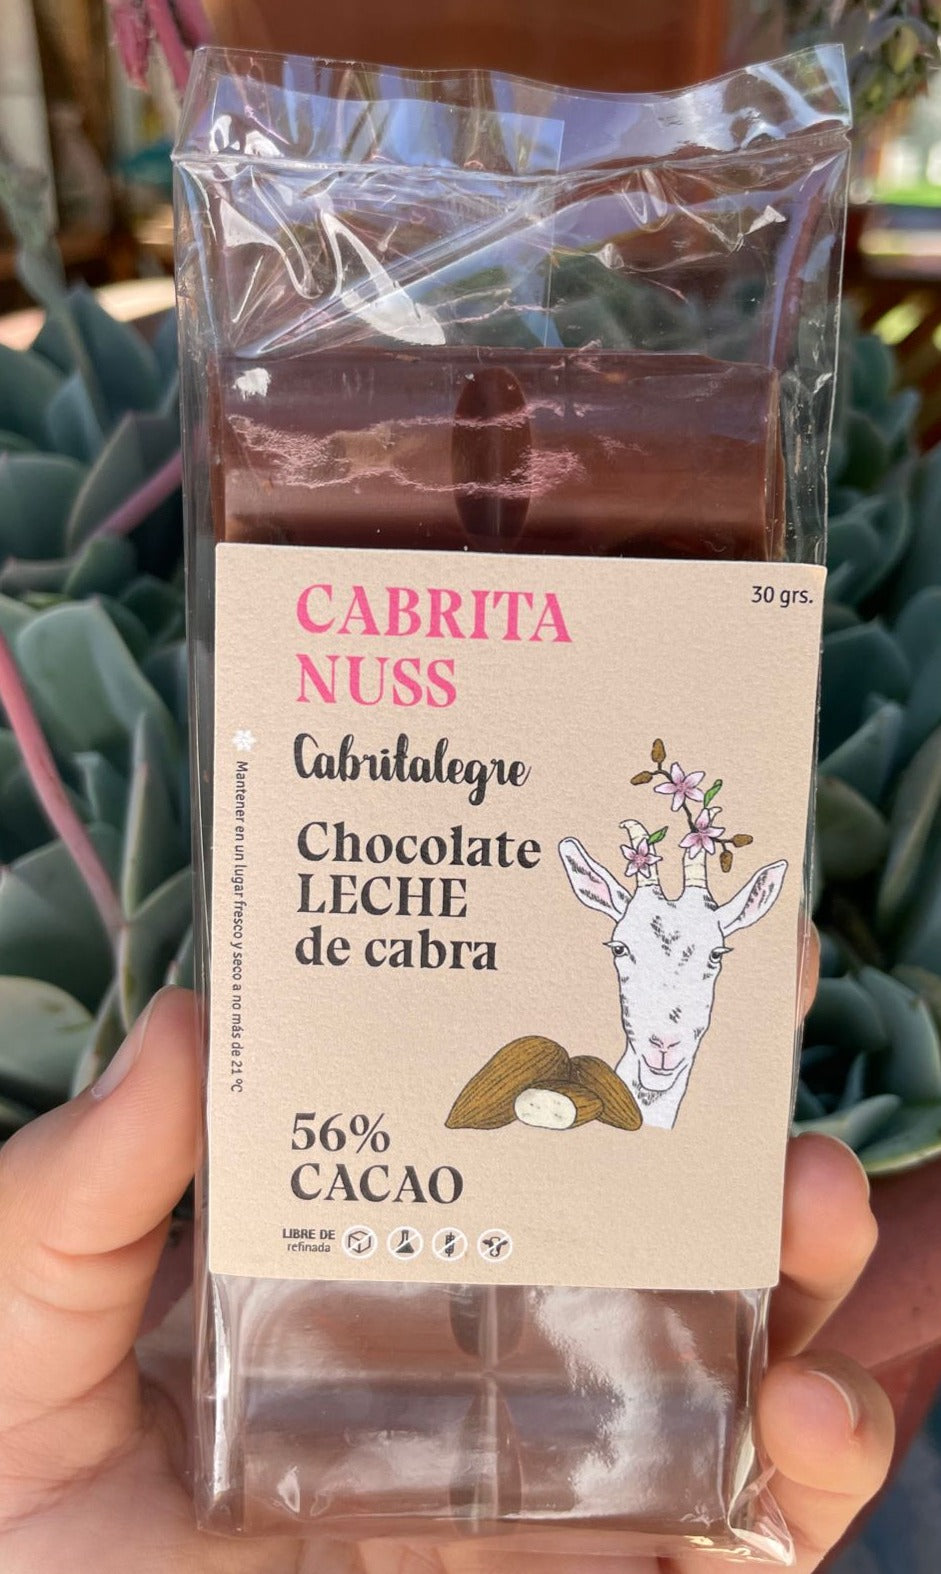 30 grs.
CABRITA
NUSS
Cabritalegre
Chocolate
LECHE
de cabra
Mantener en un lugar fresco y seco a no más de 21 ºC
56%
CACAO
LIBRE DE
refinada